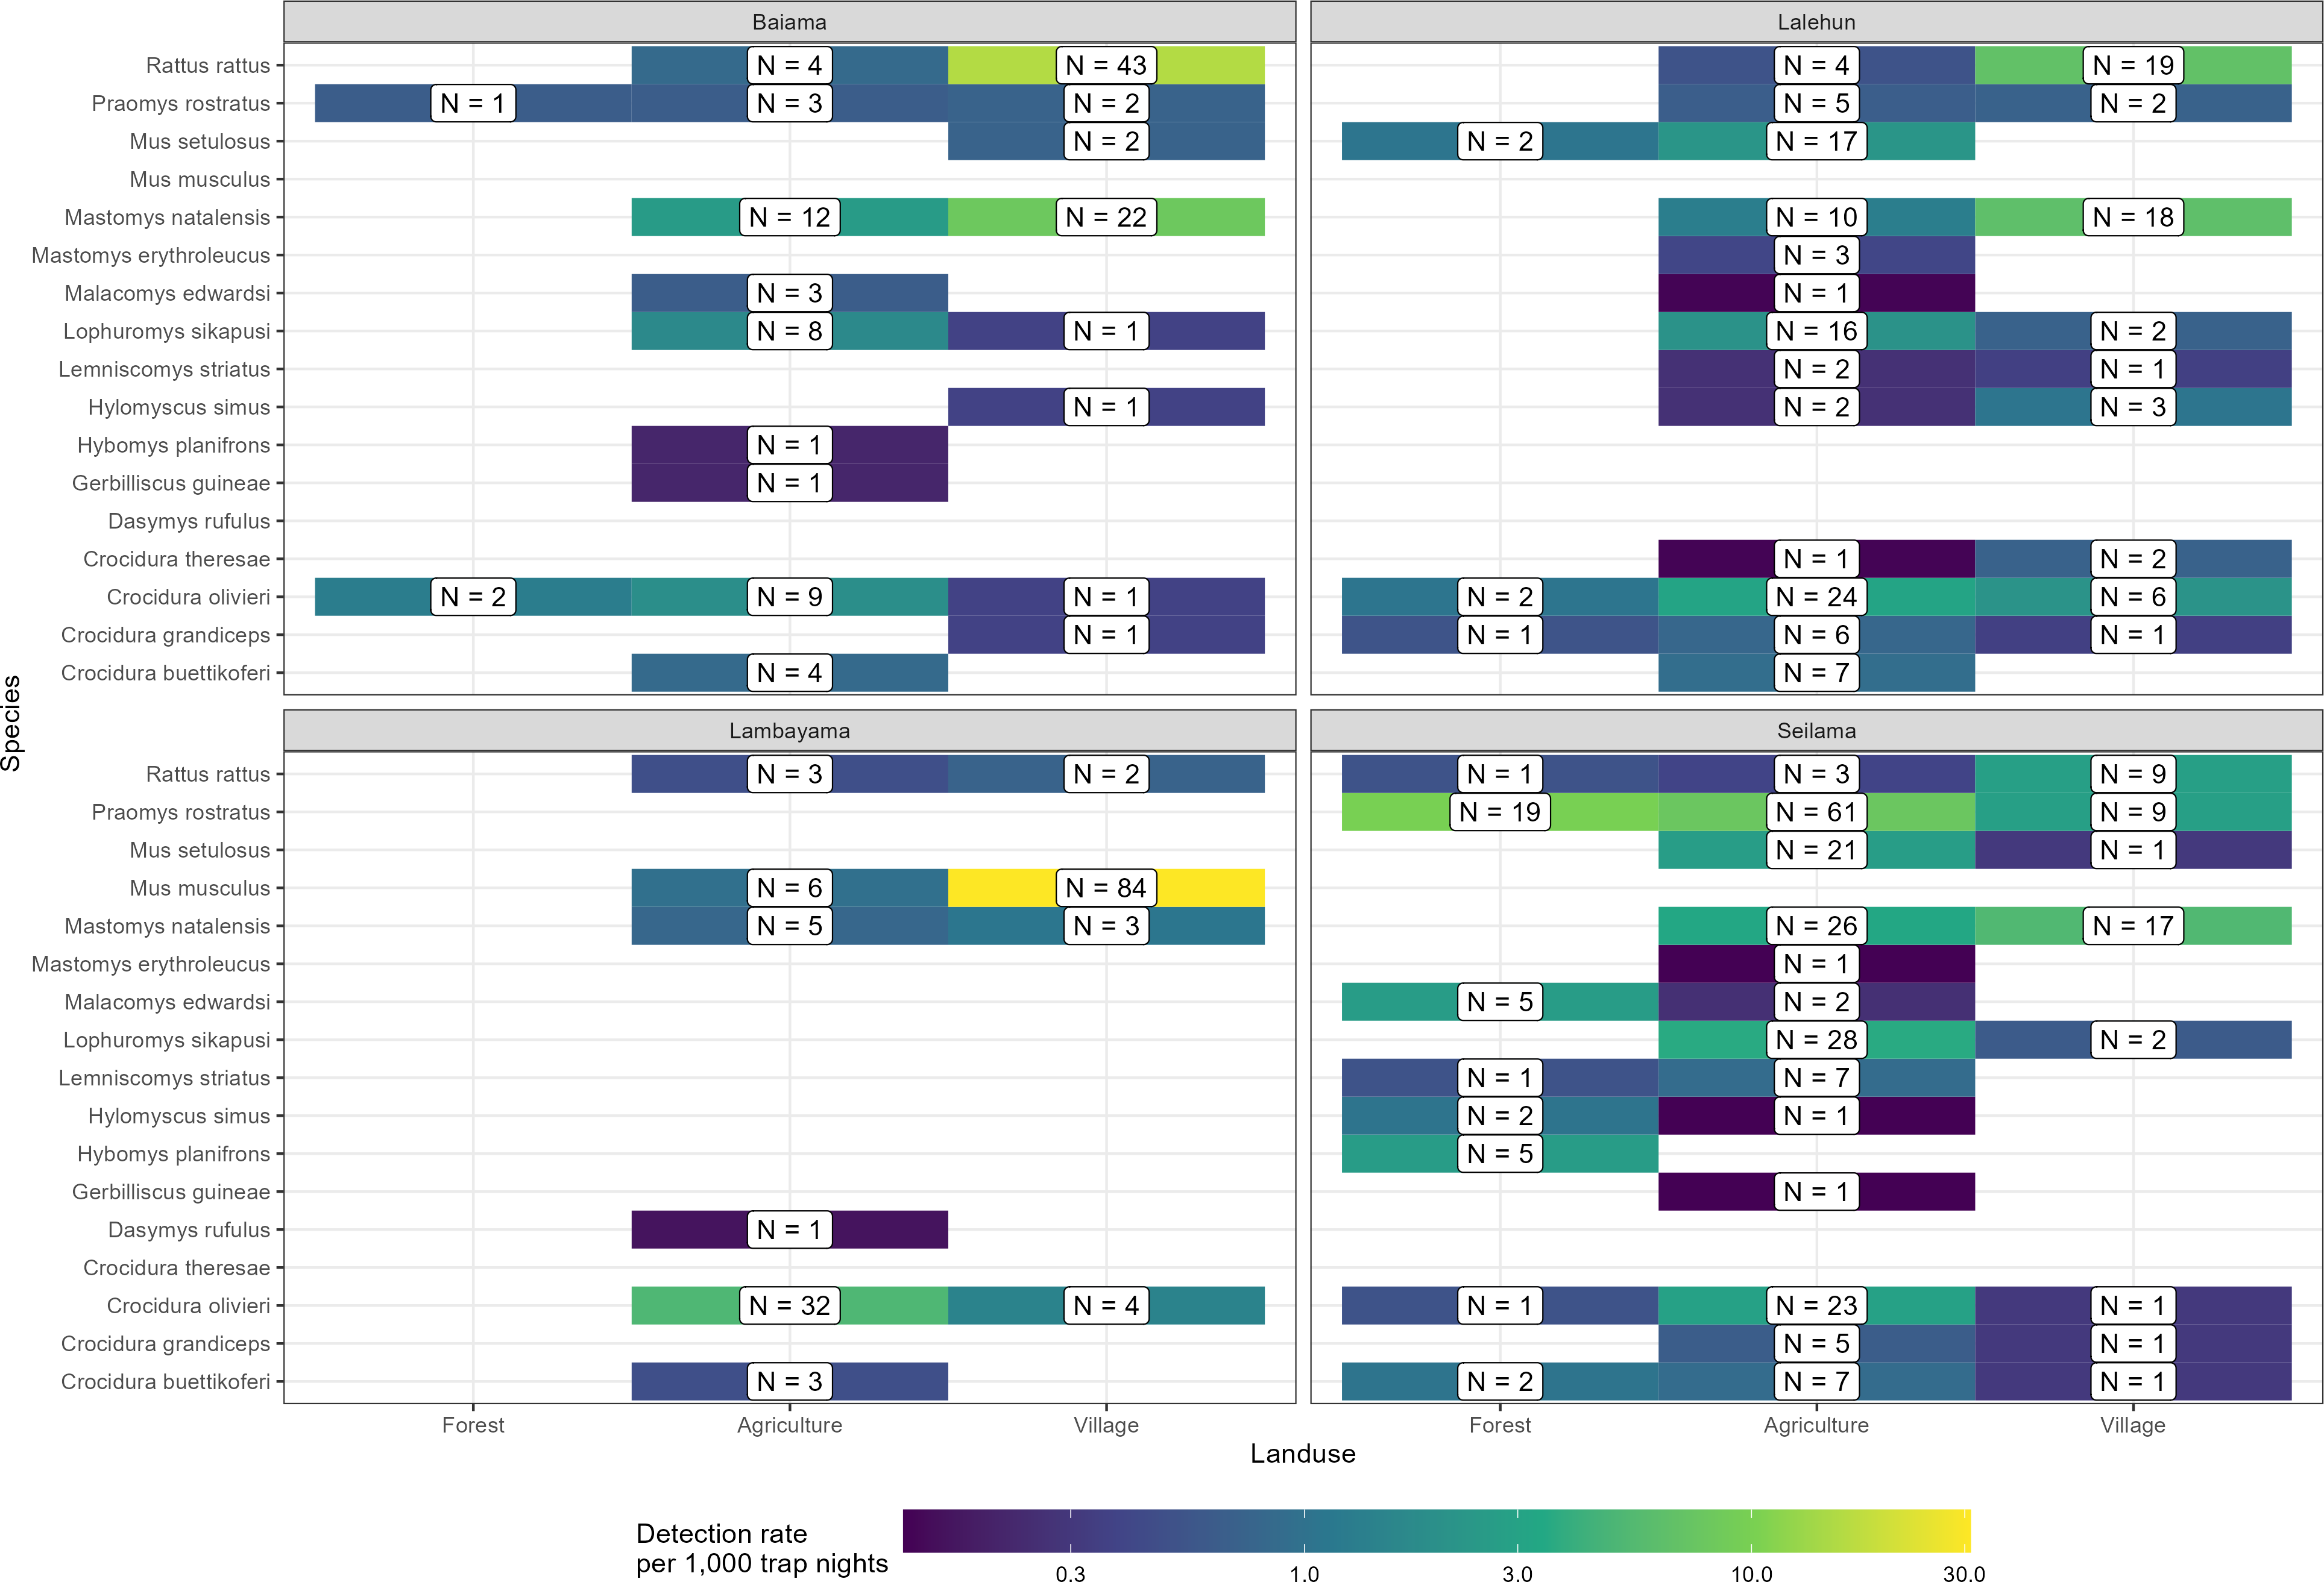 Baiama
Lalehun
Rattus rattus N = 4 N = 43 N = 4 N = 19
Praomys rostratus N = 1 N = 3 N = 2 N = 5 N = 2
Mus setulosus N = 2 N = 2 N = 17
Mus musculus
Mastomys natalensis N = 12 N = 22 N = 10 N = 18
Mastomys erythroleucus N = 3
Malacomys edwardsi N = 3 N = 1
Lophuromys sikapusi N = 8 N = 1 N = 16 N = 2
Lemniscomys striatus N = 2 N = 1
Hylomyscus simus N = 1 N = 2 N = 3
Hybomys planifrons N = 1
Gerbilliscus guineae N = 1
Dasymys rufulus
Crocidura theresae N = 1 N = 2
Crocidura olivieri N = 2 N = 9 N = 1 N = 2 N = 24 N = 6
Crocidura grandiceps N = 1 N = 1 N = 6 N = 1
Crocidura buettikoferi N = 4 N = 7
Species
Lambayama
Seilama
Rattus rattus N = 3 N = 2 N = 1 N = 3 N = 9
Praomys rostratus N = 19 N = 61 N = 9
Mus setulosus N = 21 N = 1
Mus musculus N = 6 N = 84
Mastomys natalensis N = 5 N = 3 N = 26 N = 17
Mastomys erythroleucus N = 1
Malacomys edwardsi N = 5 N = 2
Lophuromys sikapusi N = 28 N = 2
Lemniscomys striatus N = 1 N = 7
Hylomyscus simus N = 2 N = 1
Hybomys planifrons N = 5
Gerbilliscus guineae N = 1
Dasymys rufulus N = 1
Crocidura theresae
Crocidura olivieri N = 32 N = 4 N = 1 N = 23 N = 1
Crocidura grandiceps N = 5 N = 1
Crocidura buettikoferi N = 3 N = 2 N = 7 N = 1
Forest Agriculture Village Forest Agriculture Village
Landuse
Detection rate
per 1,000 trap nights
0.3 1.0 3.0 10.0 30.0